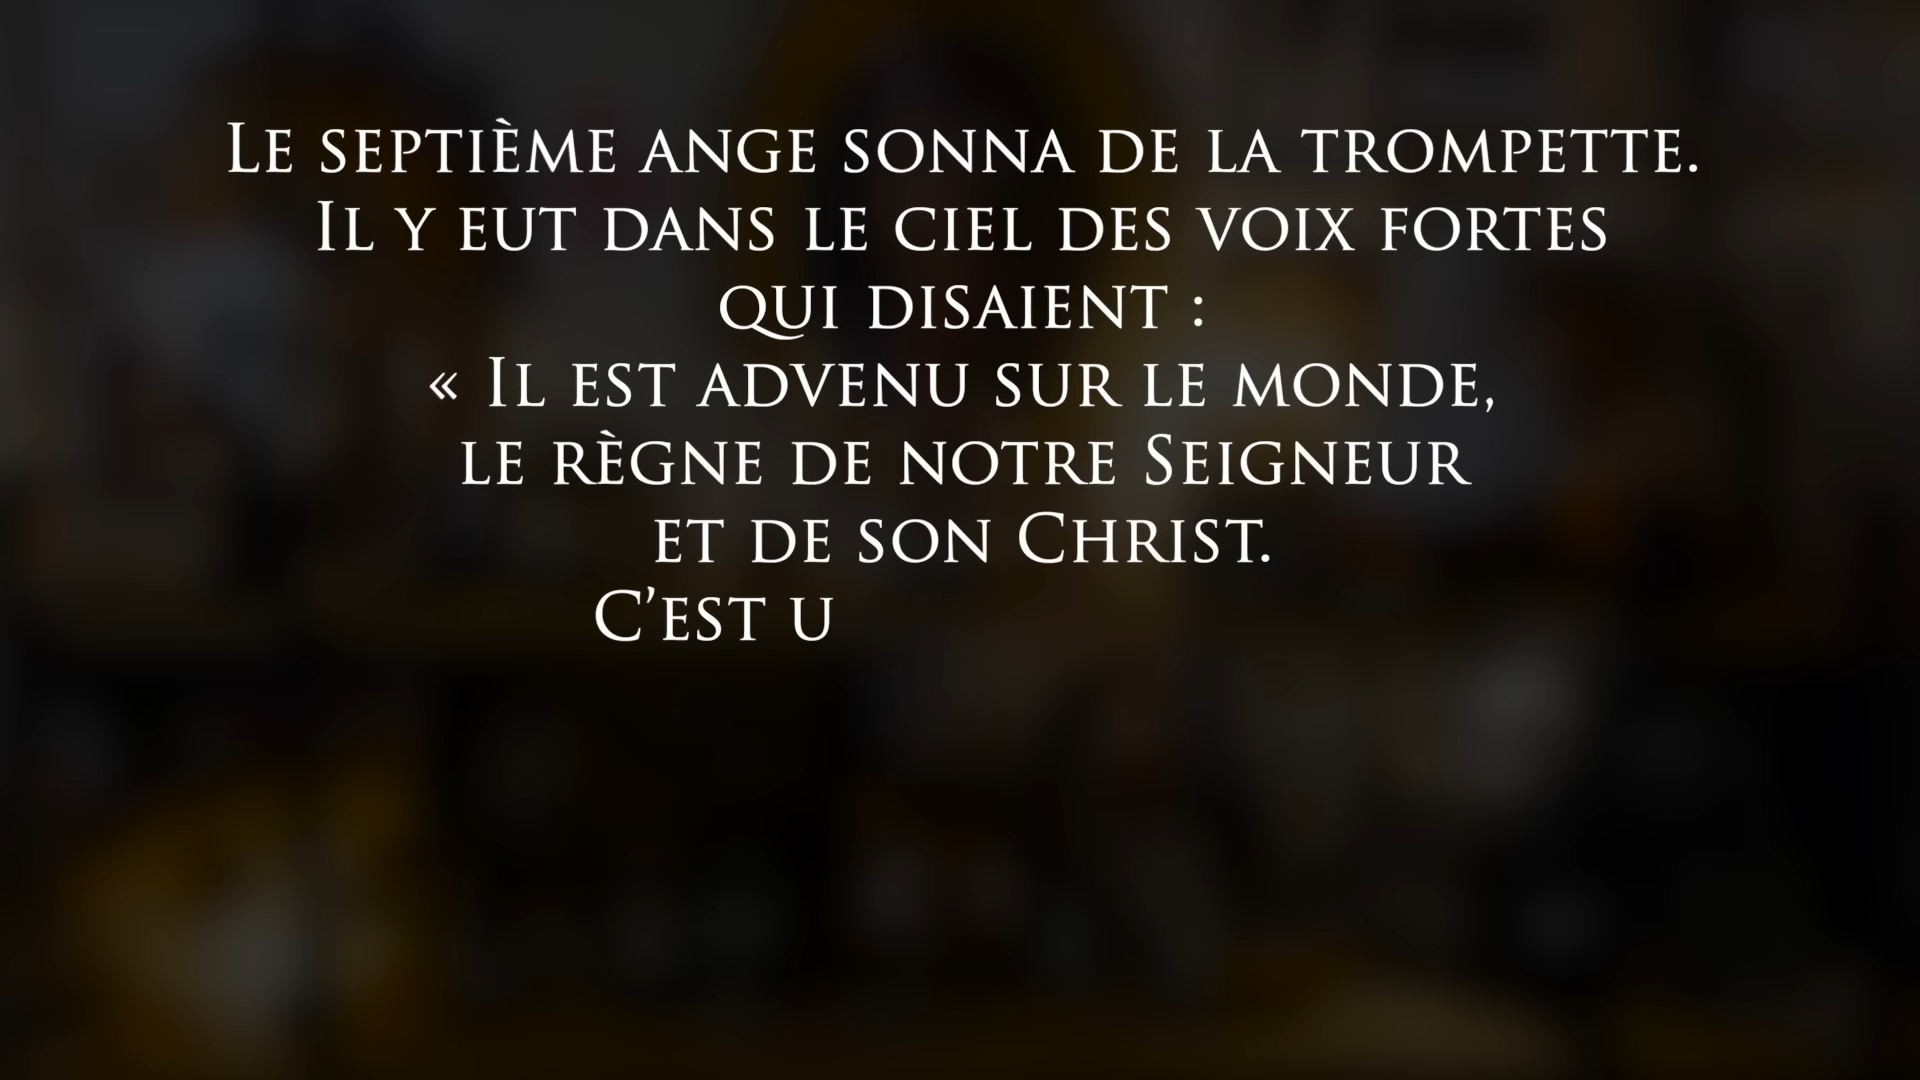 Le septième ange sonna de la trompette.
Il y eut dans le ciel des voix fortes
qui disaient :
« Il est advenu sur le monde,
le règne de notre Seigneur
et de son Christ.
C’est u